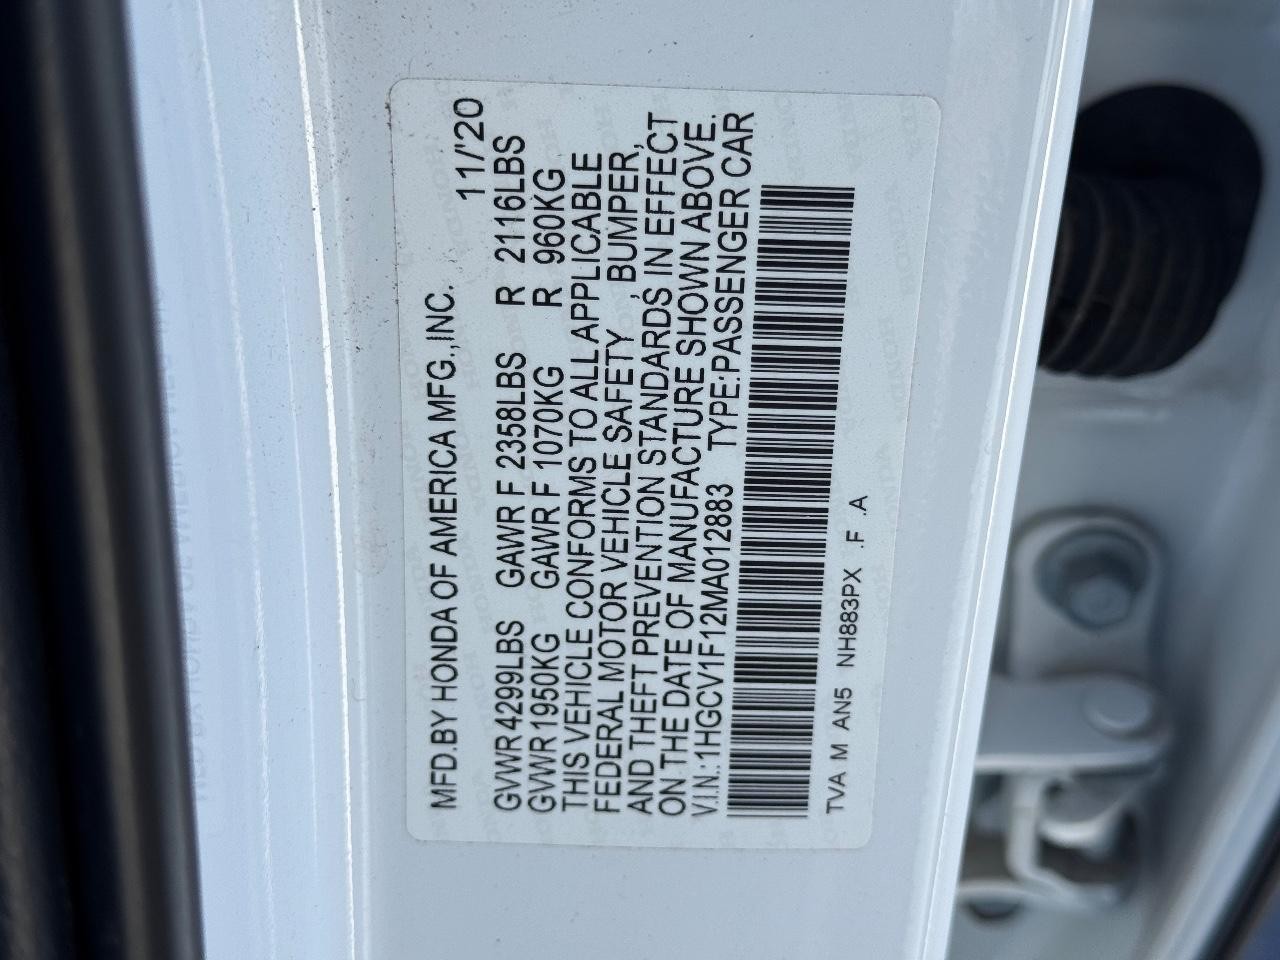 MFD.BY HONDA OF AMERICA MFG.,INC. 11/'20
GVWR 4299LBS GAWR F 2358LBS R 2116LBS
GVWR 1950KG GAWR F 1070KG R 960KG
THIS VEHICLE CONFORMS TO ALL APPLICABLE
FEDERAL MOTOR VEHICLE SAFETY , BUMPER,
AND THEFT PREVENTION STANDARDS IN EFFECT
ON THE DATE OF MANUFACTURE SHOWN ABOVE.
V.I.N.:1HGCV1F12MA012883 TYPE:PASSENGER CAR
TVA M AN5 NH883PX .F .A